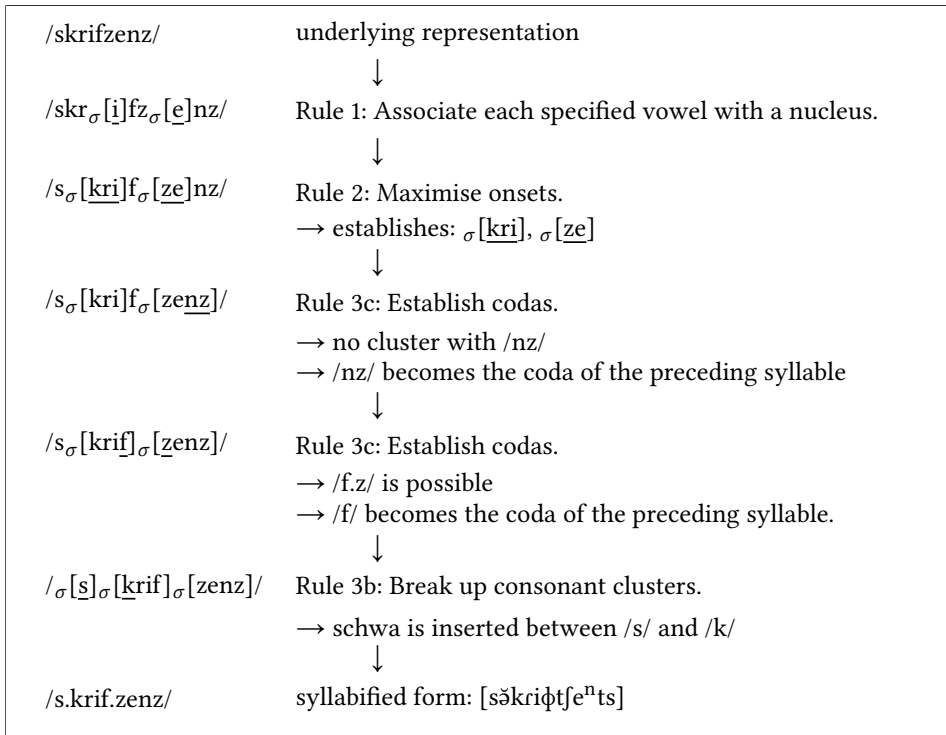 /skrifzenz/ underlying representation
↓
/skrσ[i]fzσ[e]nz/ Rule 1: Associate each specified vowel with a nucleus.
↓
/sσ[kri]fσ[ze]nz/ Rule 2: Maximise onsets.
→ establishes: σ[kri], σ[ze]
↓
/sσ[kri]fσ[zenz]/ Rule 3c: Establish codas.
→ no cluster with /nz/
→ /nz/ becomes the coda of the preceding syllable
↓
/sσ[krif]σ[zenz]/ Rule 3c: Establish codas.
→ /f.z/ is possible
→ /f/ becomes the coda of the preceding syllable.
↓
/σ[s]σ[krif]σ[zenz]/ Rule 3b: Break up consonant clusters.
→ schwa is inserted between /s/ and /k/
↓
/s.krif.zenz/ syllabified form: [sə̆kɾiɸtʃeⁿts]